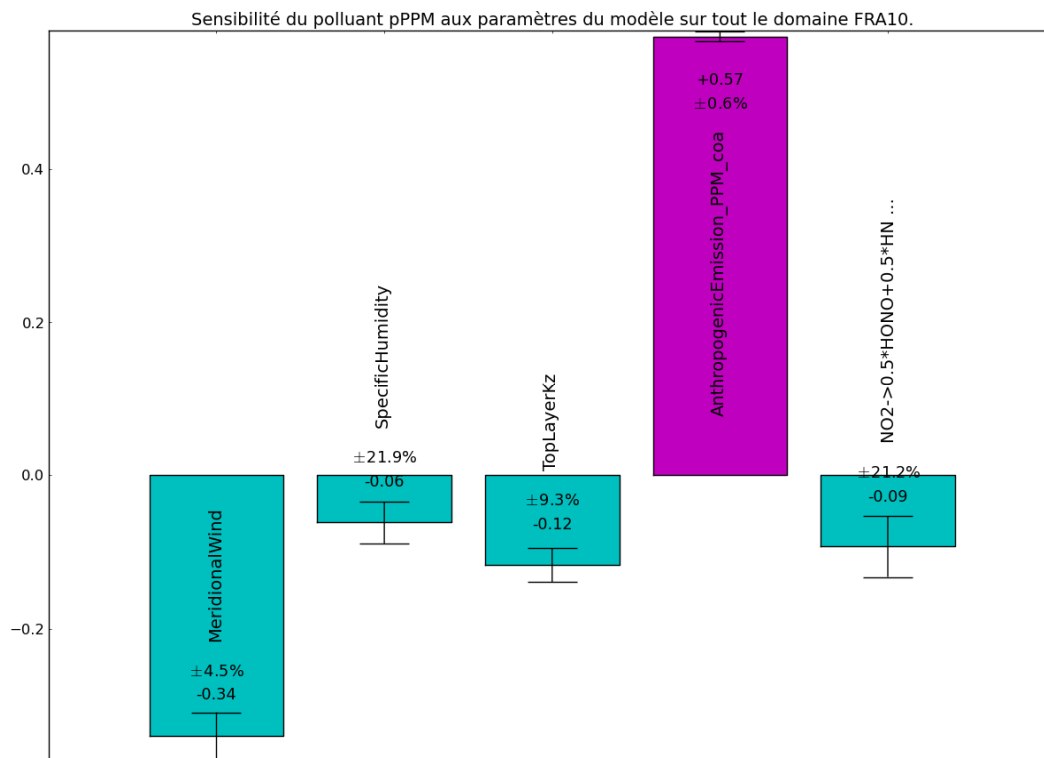 Sensibilité du polluant pPPM aux paramètres du modèle sur tout le domaine FRA10.
0.4
0.2
0.0
−0.2
MeridionalWind
±4.5%
-0.34
SpecificHumidity
±21.9%
-0.06
TopLayerKz
±9.3%
-0.12
+0.57
±0.6%
AnthropogenicEmission_PPM_coa
NO2->0.5*HONO+0.5*HN ...
±21.2%
-0.09